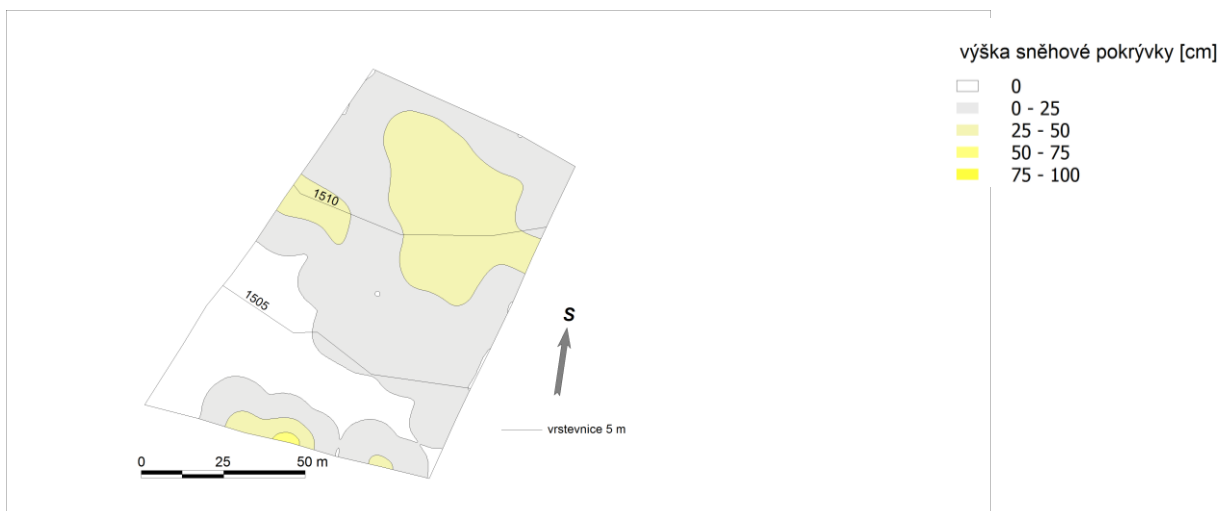 výška sněhové pokrývky [cm]
0
0 - 25
25 - 50
50 - 75
75 - 100
1510
1505
S
vrstevnice 5 m
0 25 50 m